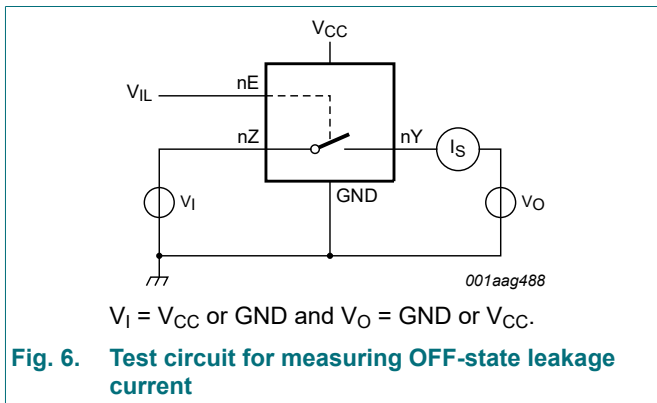 VCC
nE
VIL
nZ
nY
IS
GND
VI
VO
001aag488
VI = VCC or GND and VO = GND or VCC.
Fig. 6. Test circuit for measuring OFF-state leakage
current